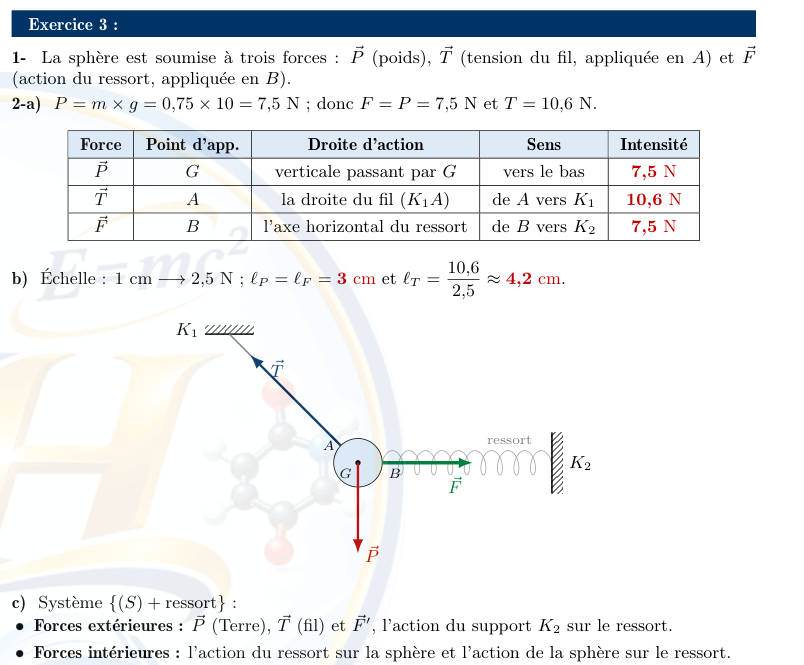 Exercice 3 :
1- La sphère est soumise à trois forces : P⃗ (poids), T⃗ (tension du fil, appliquée en A) et F⃗
(action du ressort, appliquée en B).
2-a) P = m × g = 0,75 × 10 = 7,5 N ; donc F = P = 7,5 N et T = 10,6 N.
Force Point d'app. Droite d'action Sens Intensité
P⃗ G verticale passant par G vers le bas 7,5 N
T⃗ A la droite du fil (K₁A) de A vers K₁ 10,6 N
F⃗ B l'axe horizontal du ressort de B vers K₂ 7,5 N
E=mc²
b) Échelle : 1 cm ⟶ 2,5 N ; ℓ_P = ℓ_F = 3 cm et ℓ_T = 10,6/2,5 ≈ 4,2 cm.
K₁
T⃗
A
ressort
G
B
K₂
F⃗
P⃗
c) Système {(S) + ressort} :
• Forces extérieures : P⃗ (Terre), T⃗ (fil) et F⃗′, l'action du support K₂ sur le ressort.
• Forces intérieures : l'action du ressort sur la sphère et l'action de la sphère sur le ressort.